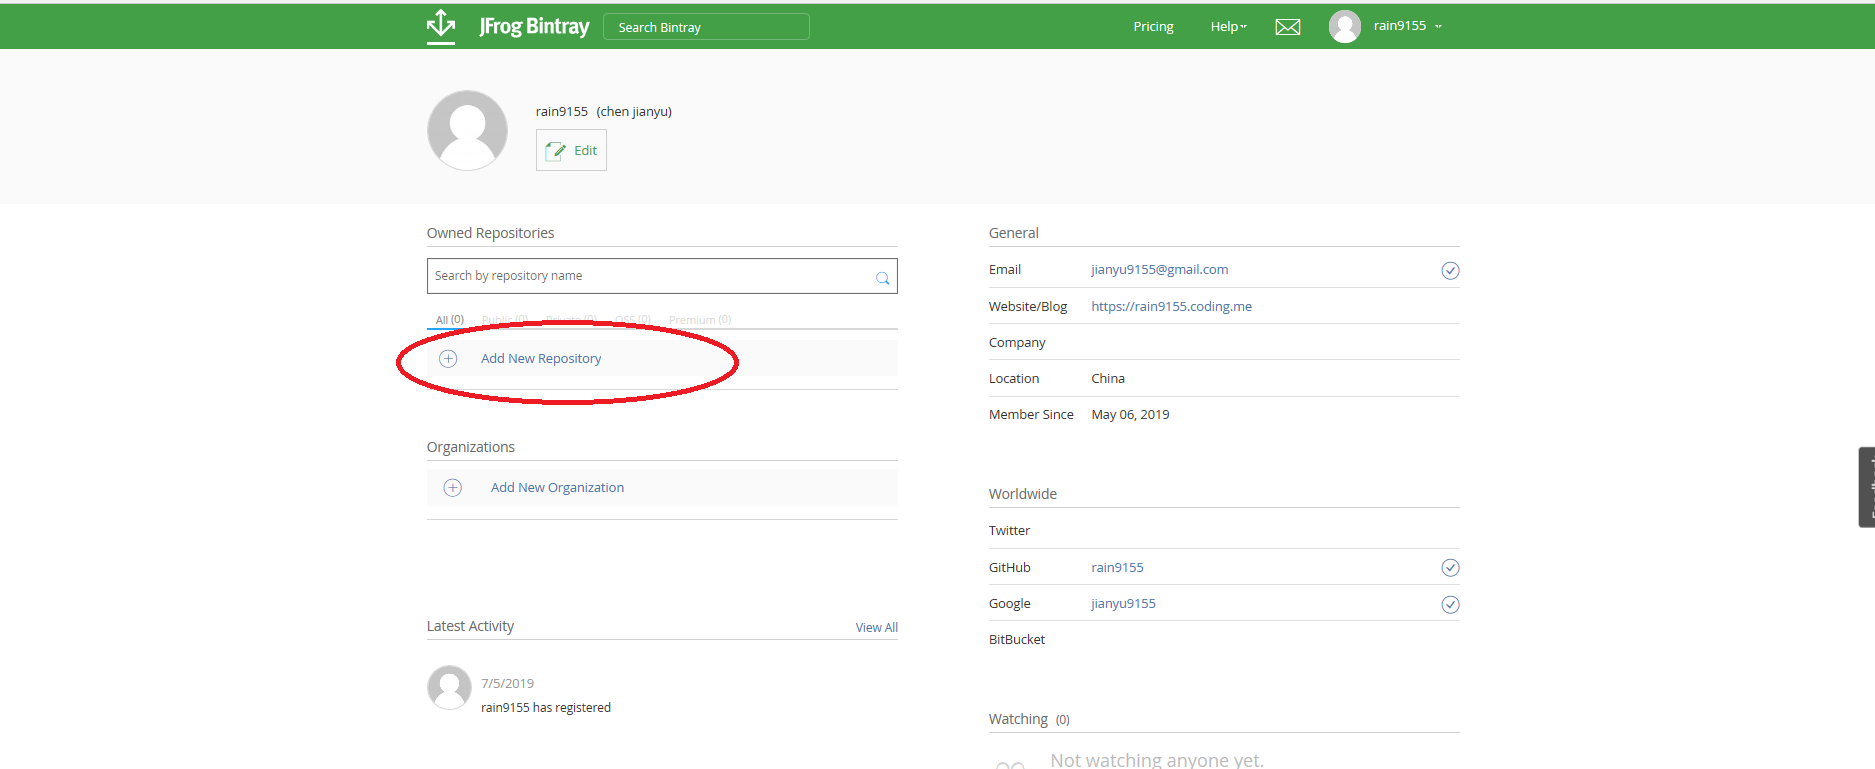 JFrog Bintray Search Bintray Pricing Help rain9155
rain9155 (chen jianyu)
Edit
Owned Repositories
Search by repository name
All (0) Public (0) Private (0) OSS (0) Premium (0)
Add New Repository
Organizations
Add New Organization
Latest Activity View All
7/5/2019
rain9155 has registered
General
Email jianyu9155@gmail.com
Website/Blog https://rain9155.coding.me
Company
Location China
Member Since May 06, 2019
Worldwide
Twitter
GitHub rain9155
Google jianyu9155
BitBucket
Watching (0)
Not watching anyone yet.